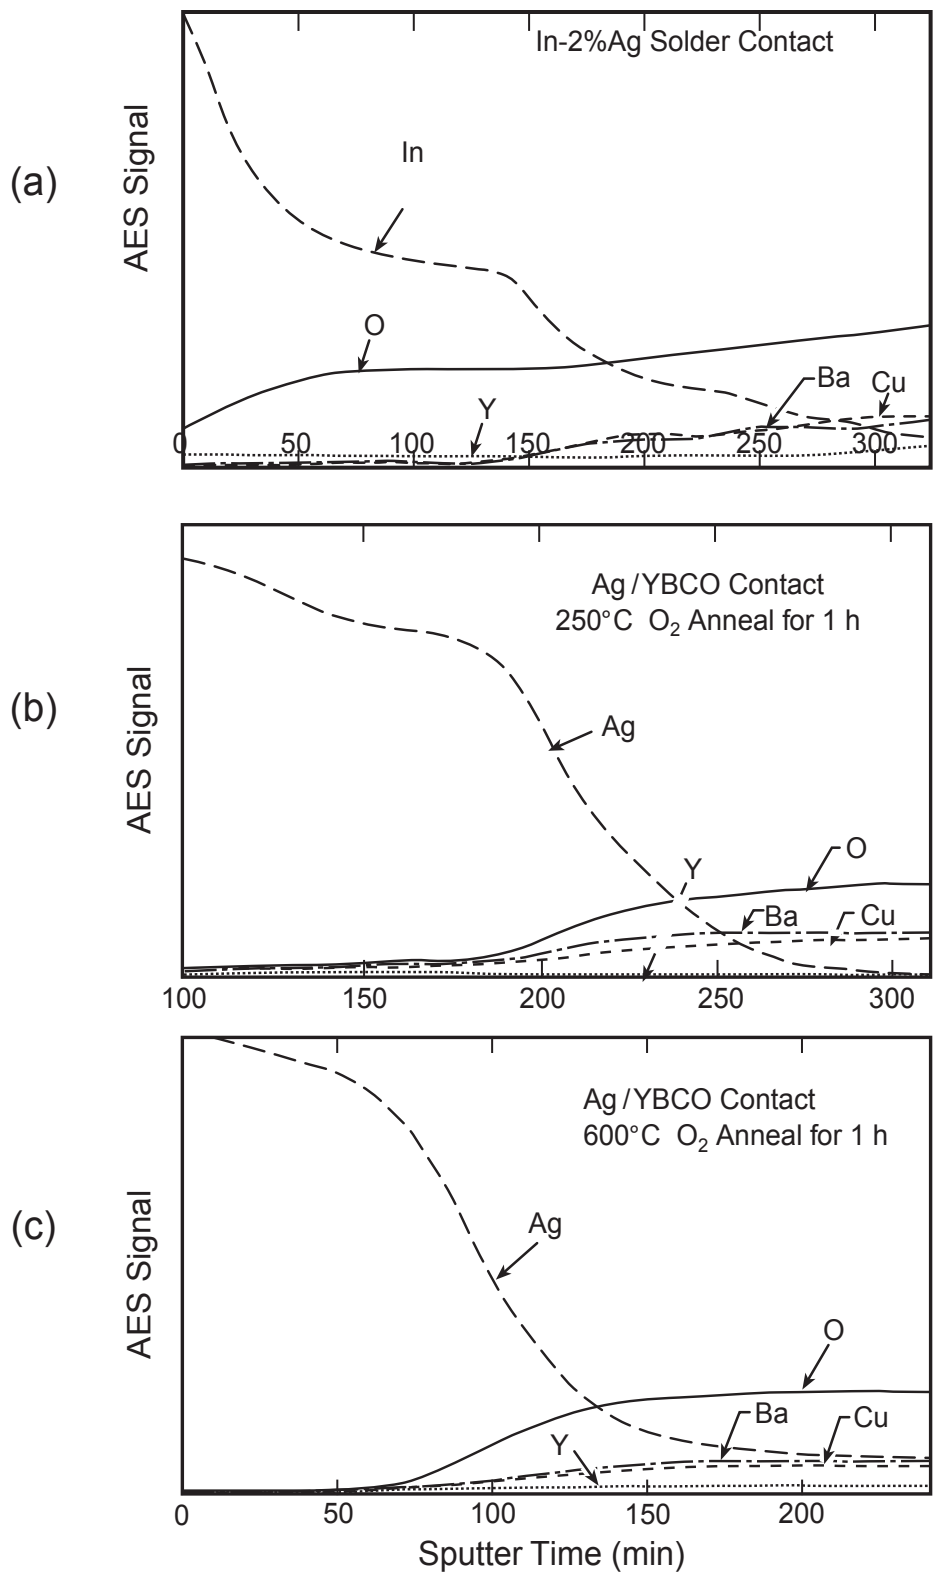 In-2%Ag Solder Contact
(a)
AES Signal
In
O
Y
Ba
Cu
0 50 100 150 200 250 300
Ag/YBCO Contact
250°C O₂ Anneal for 1 h
(b)
AES Signal
Ag
Y
O
Ba
Cu
100 150 200 250 300
Ag/YBCO Contact
600°C O₂ Anneal for 1 h
(c)
AES Signal
Ag
O
Y
Ba
Cu
0 50 100 150 200
Sputter Time (min)